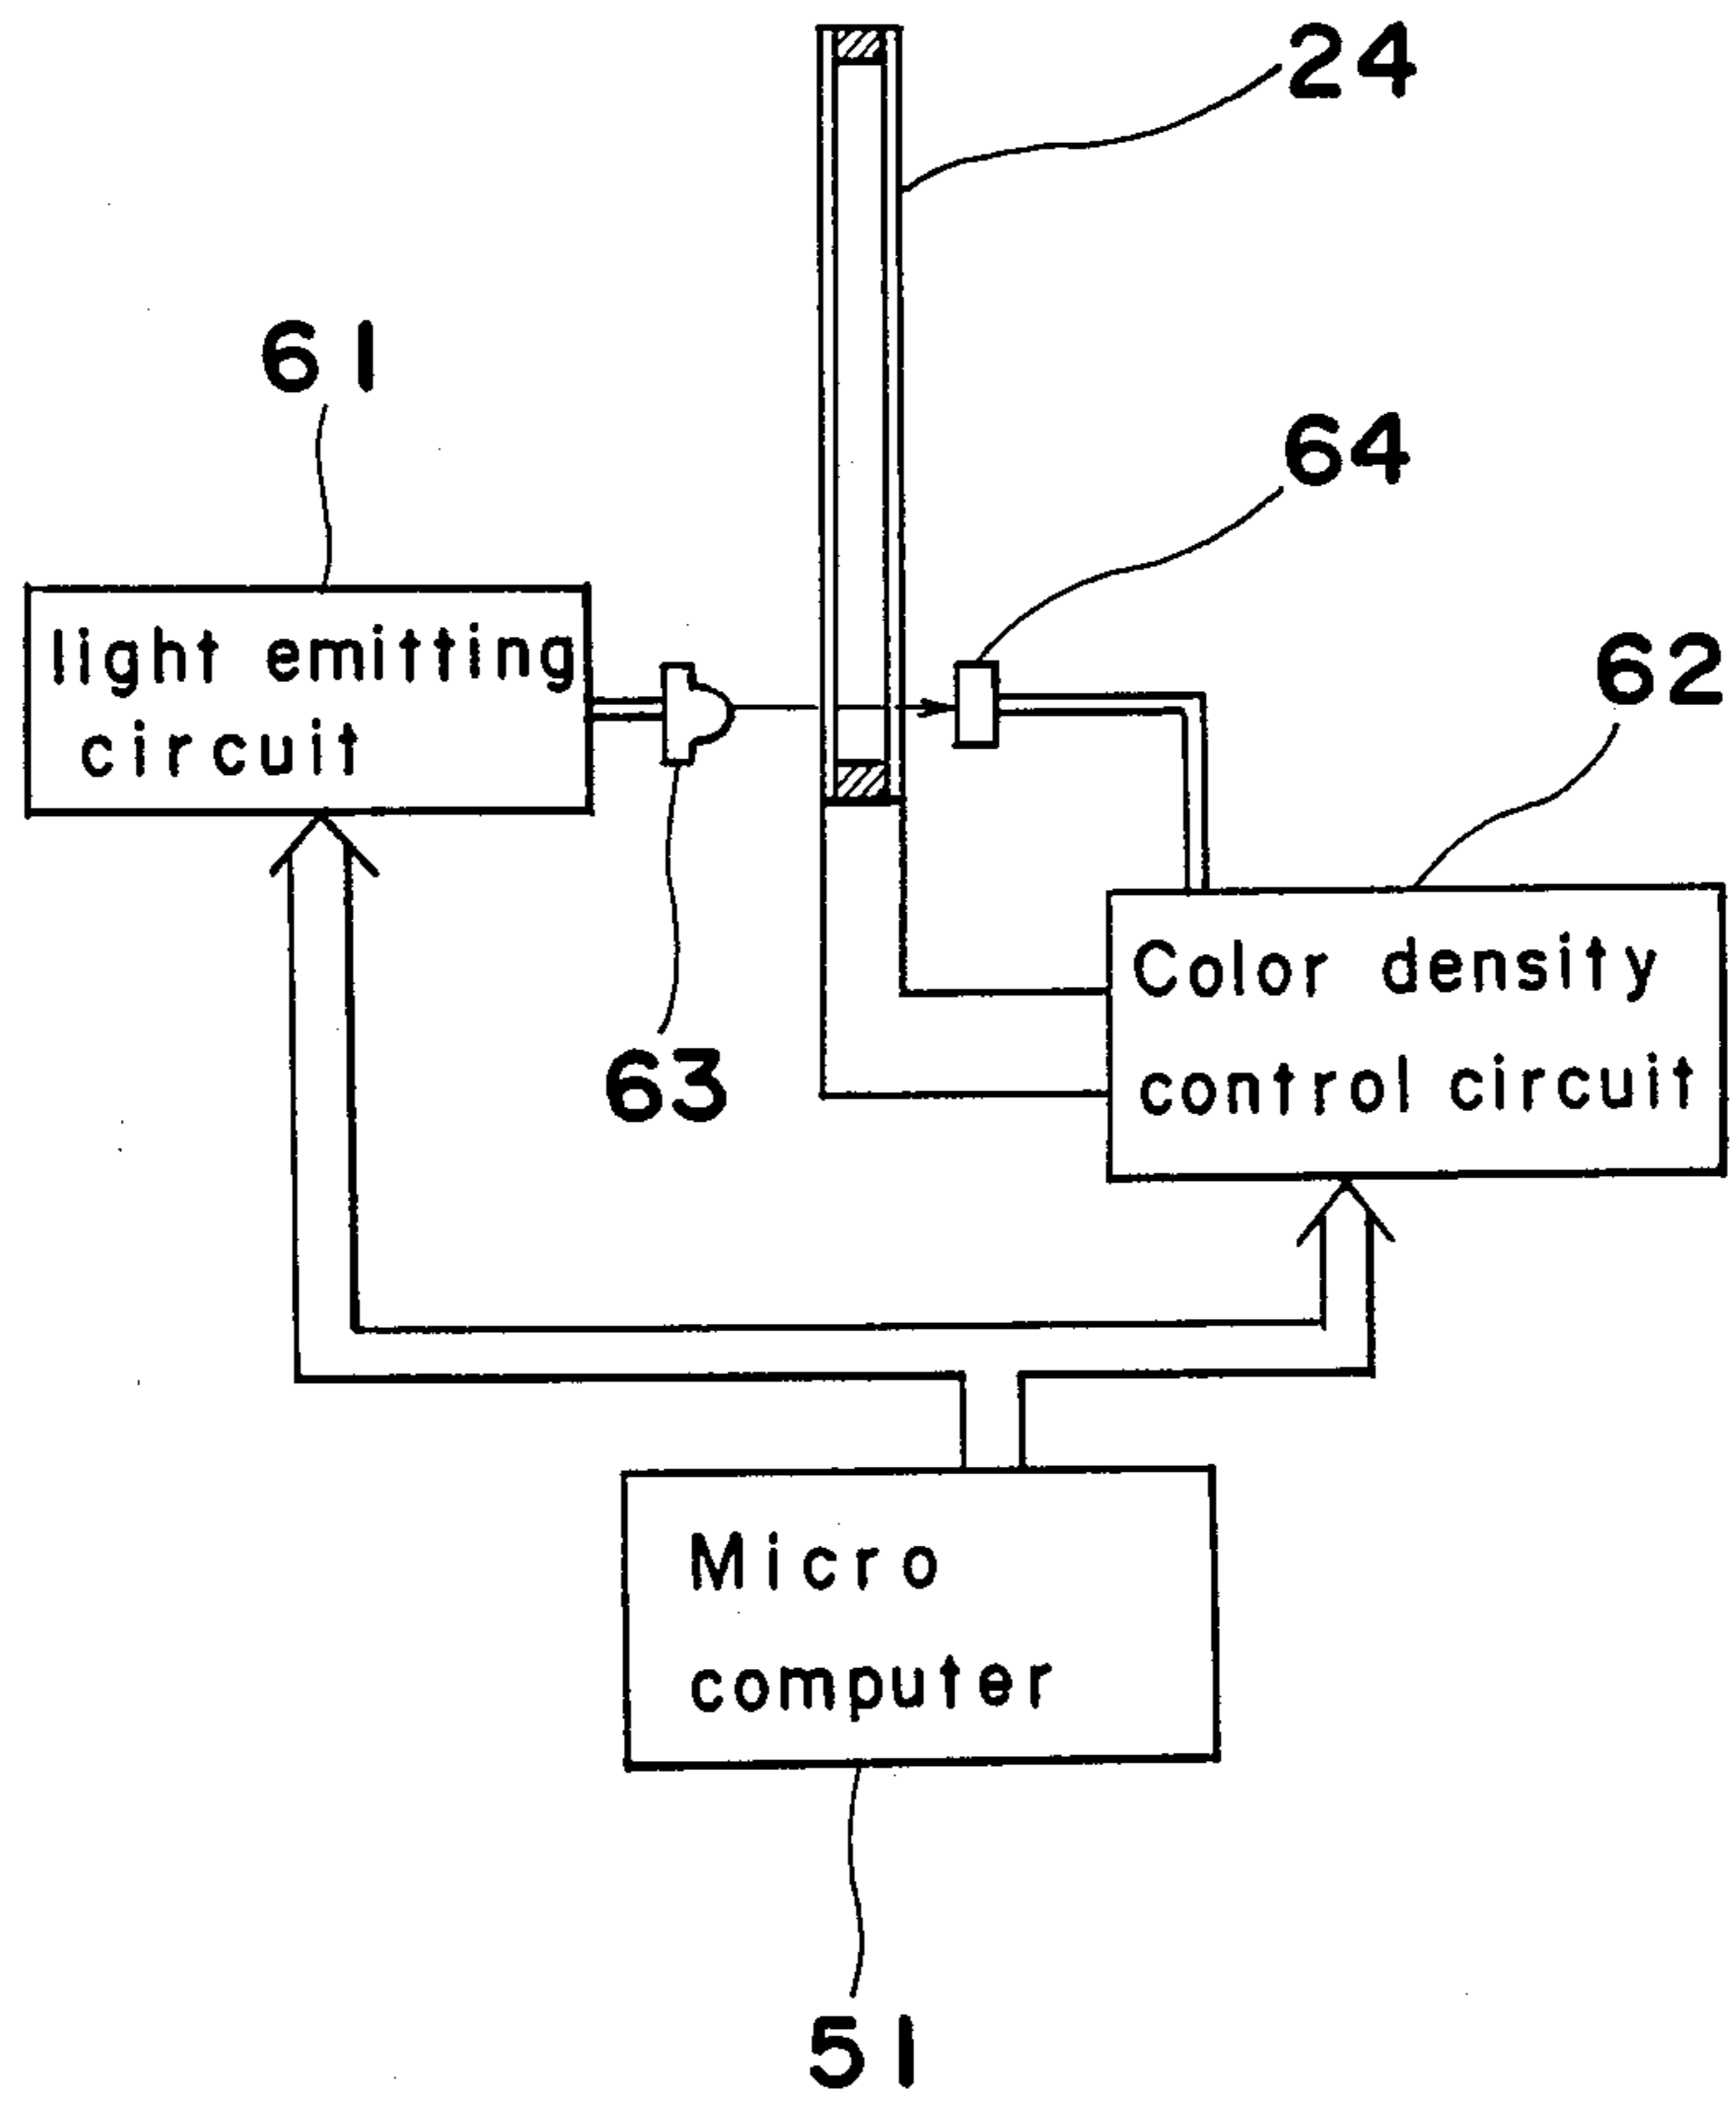 24
61
64
light emitting
circuit
62
63
Color density
control circuit
Micro
computer
51